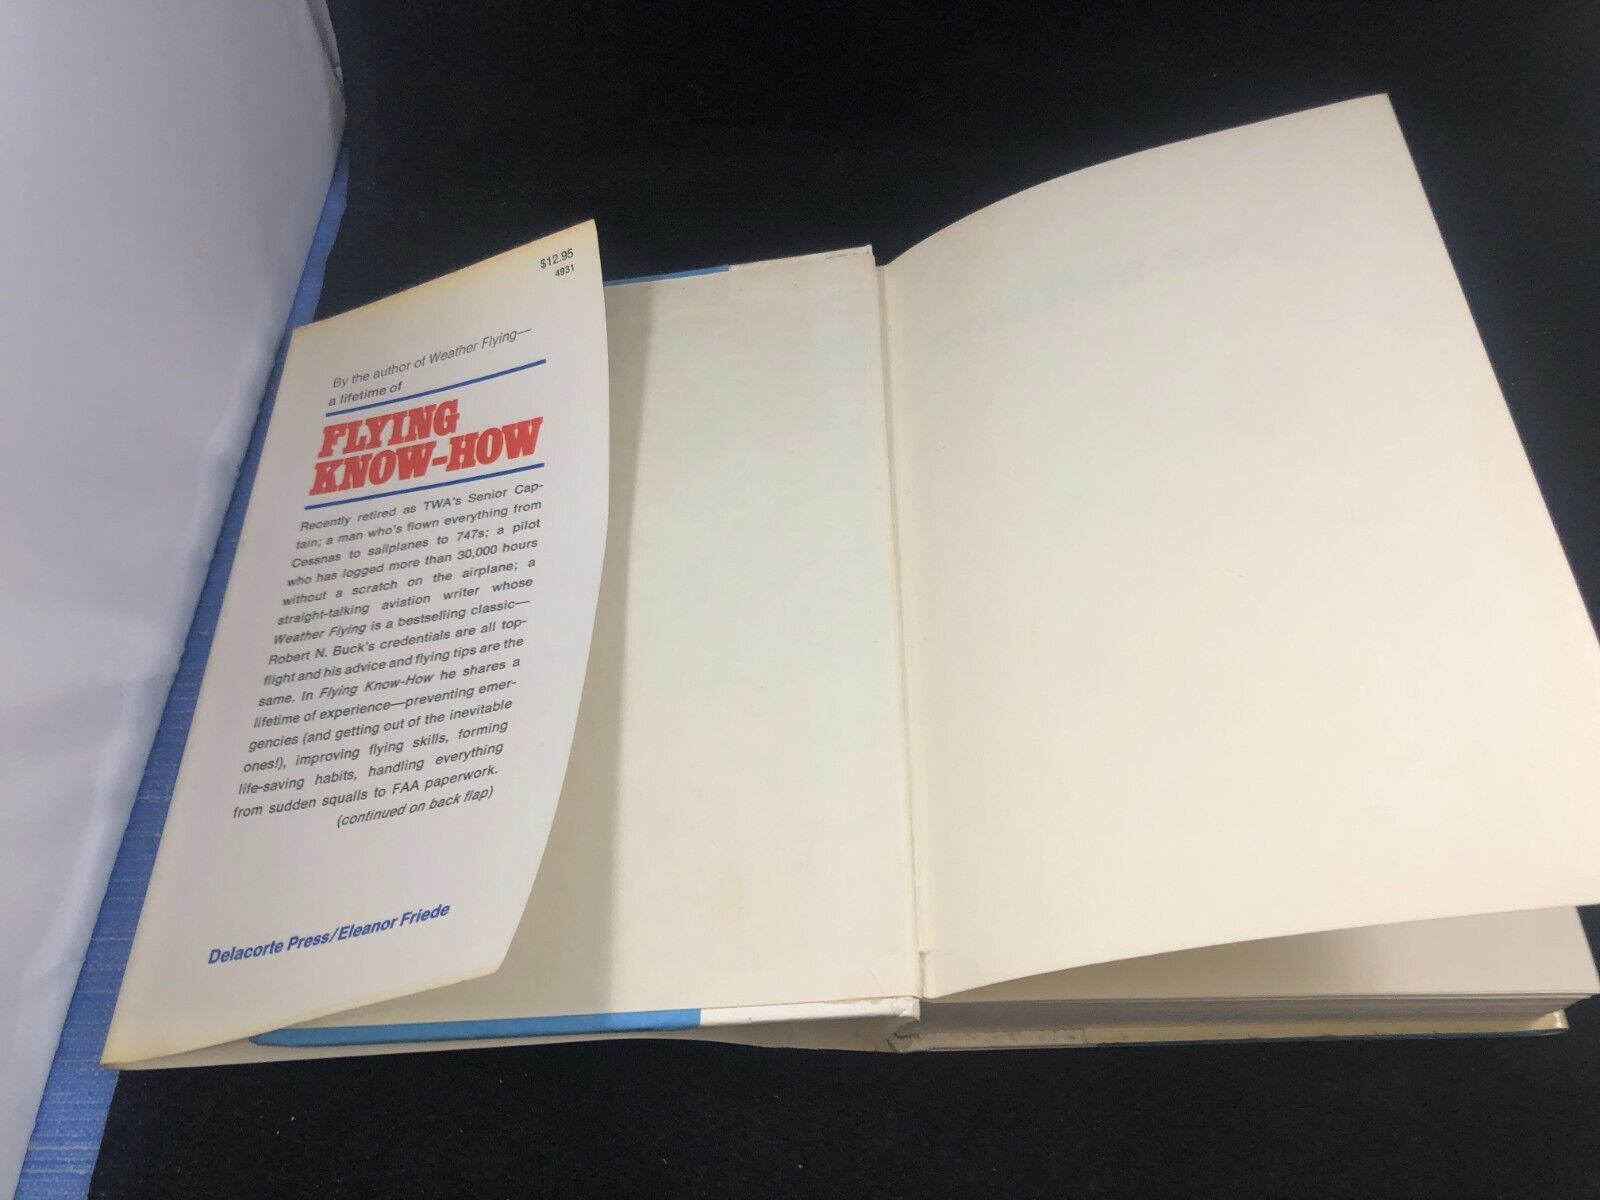 $12.95
4931
By the author of Weather Flying—
a lifetime of
FLYING
KNOW-HOW
Recently retired as TWA's Senior Cap-
tain; a man who's flown everything from
Cessnas to sailplanes to 747s; a pilot
who has logged more than 30,000 hours
without a scratch on the airplane; a
straight-talking aviation writer whose
Weather Flying is a bestselling classic—
Robert N. Buck's credentials are all top-
flight and his advice and flying tips are the
same. In Flying Know-How he shares a
lifetime of experience—preventing emer-
gencies (and getting out of the inevitable
ones!), improving flying skills, forming
life-saving habits, handling everything
from sudden squalls to FAA paperwork.
(continued on back flap)
Delacorte Press/Eleanor Friede